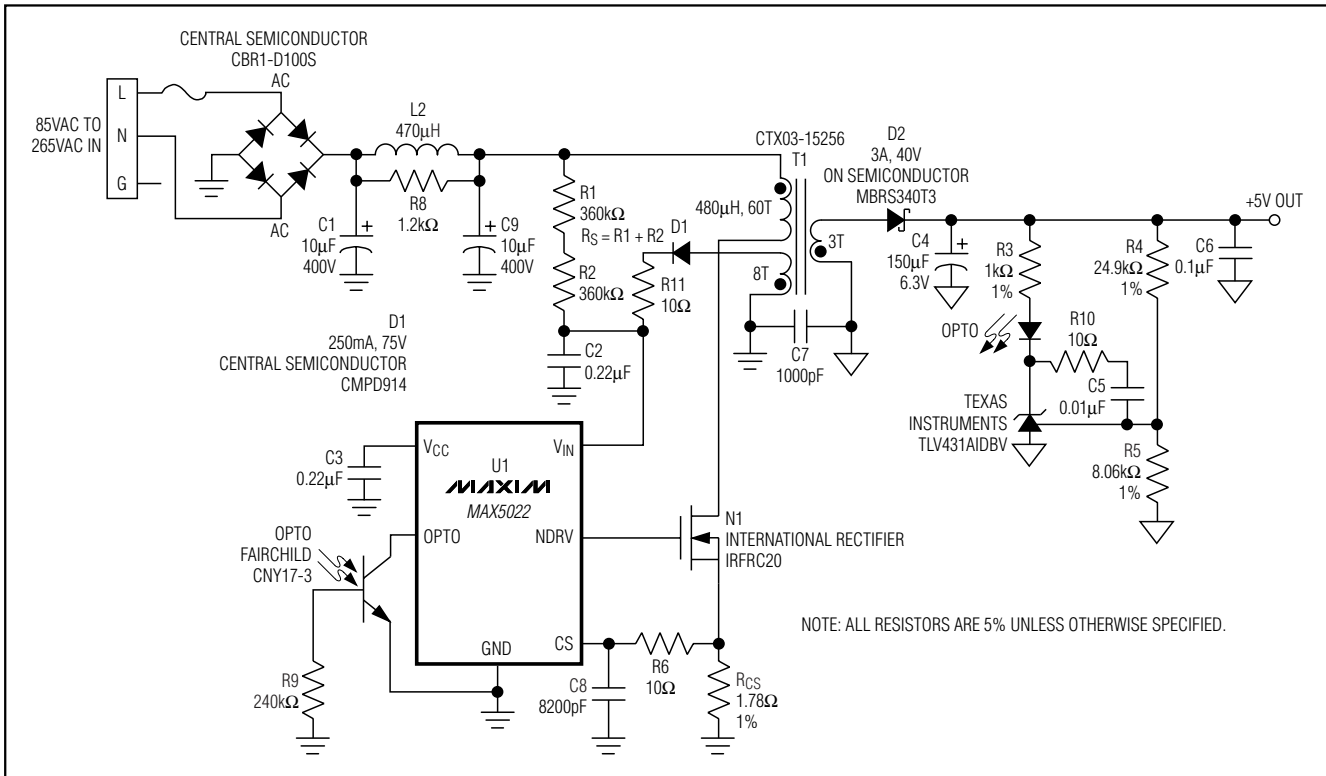 CENTRAL SEMICONDUCTOR
CBR1-D100S
AC
L
N
G
85VAC TO
265VAC IN
AC
L2
470µH
R8
1.2kΩ
+
C1
10µF
400V
+
C9
10µF
400V
R1
360kΩ
RS = R1 + R2
R2
360kΩ
D1
R11
10Ω
CTX03-15256
T1
480µH, 60T
8T
3T
D2
3A, 40V
ON SEMICONDUCTOR
MBRS340T3
+5V OUT
C4
+
150µF
6.3V
R3
1kΩ
1%
R4
24.9kΩ
1%
C6
0.1µF
OPTO
R10
10Ω
C5
0.01µF
TEXAS
INSTRUMENTS
TLV431AIDBV
R5
8.06kΩ
1%
C7
1000pF
D1
250mA, 75V
CENTRAL SEMICONDUCTOR
CMPD914
C2
0.22µF
C3
0.22µF
VCC
VIN
U1
MAXIM
MAX5022
OPTO
NDRV
GND
CS
OPTO
FAIRCHILD
CNY17-3
R9
240kΩ
N1
INTERNATIONAL RECTIFIER
IRFRC20
R6
10Ω
C8
8200pF
RCS
1.78Ω
1%
NOTE: ALL RESISTORS ARE 5% UNLESS OTHERWISE SPECIFIED.